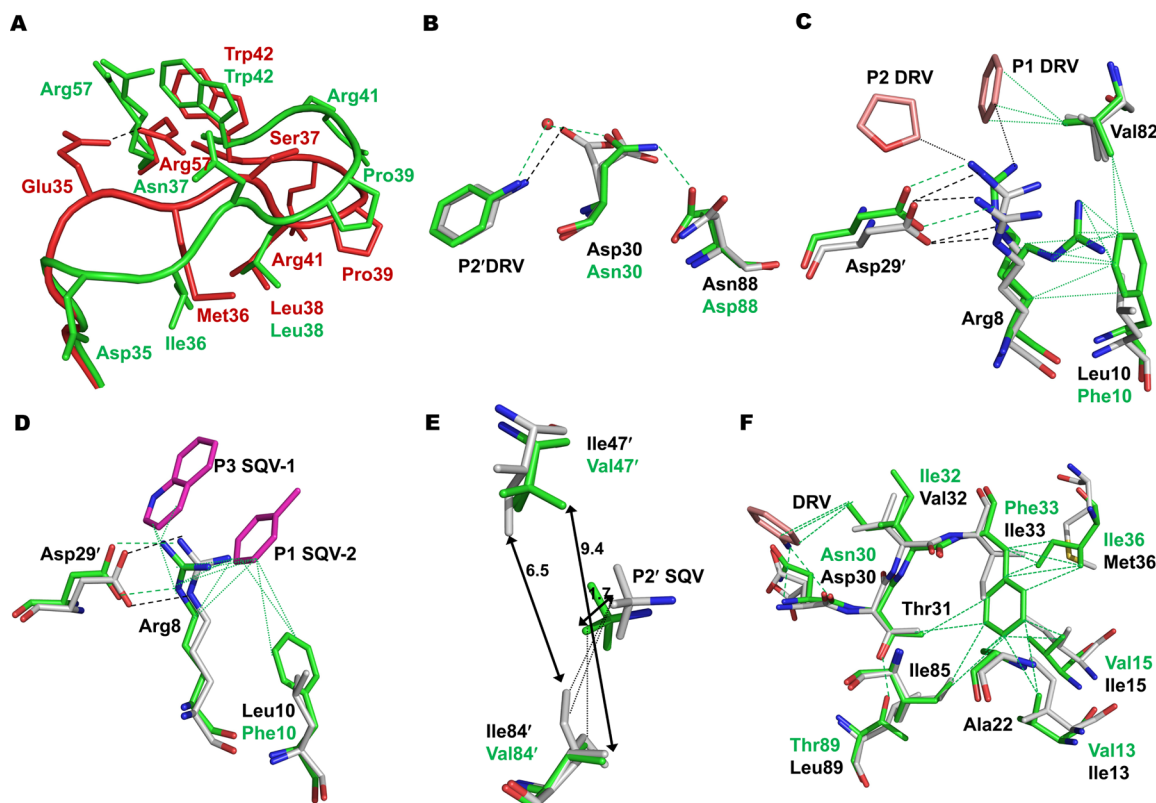 A
Trp42
Trp42
Arg57
Arg41
Ser37
Arg57
Glu35
Asn37
Pro39
Arg41
Pro39
Met36
Leu38
Leu38
Ile36
Asp35
B
P2′DRV
Asp30
Asn30
Asn88
Asp88
C
P1 DRV
P2 DRV
Val82
Asp29′
Arg8
Leu10
Phe10
D
P3 SQV-1
Asp29′
P1 SQV-2
Arg8
Leu10
Phe10
E
Ile47′
Val47′
9.4
6.5
P2′ SQV
1.7
Ile84′
Val84′
F
Ile32
Val32
DRV
Phe33
Ile33
Asn30
Asp30
Ile36
Met36
Thr31
Ile85
Val15
Ile15
Ala22
Thr89
Leu89
Val13
Ile13